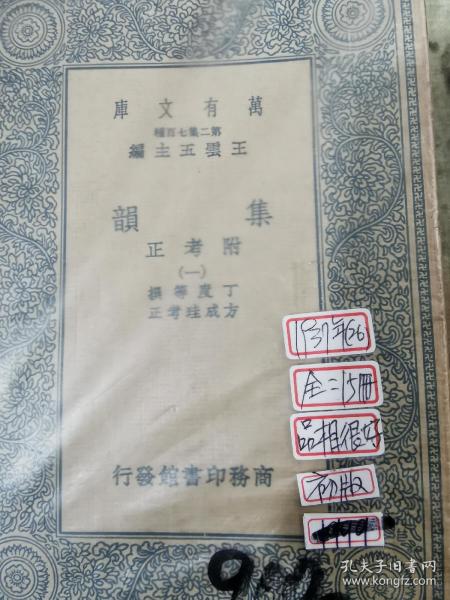 萬有文庫
第二集七百種
王雲五主編
集韻
附考正
(一)
丁度等撰
方成珪考正
商務印書館發行
1937年(26)
全二15冊
品相很好
初版
孔夫子旧书网
www.kongfz.com